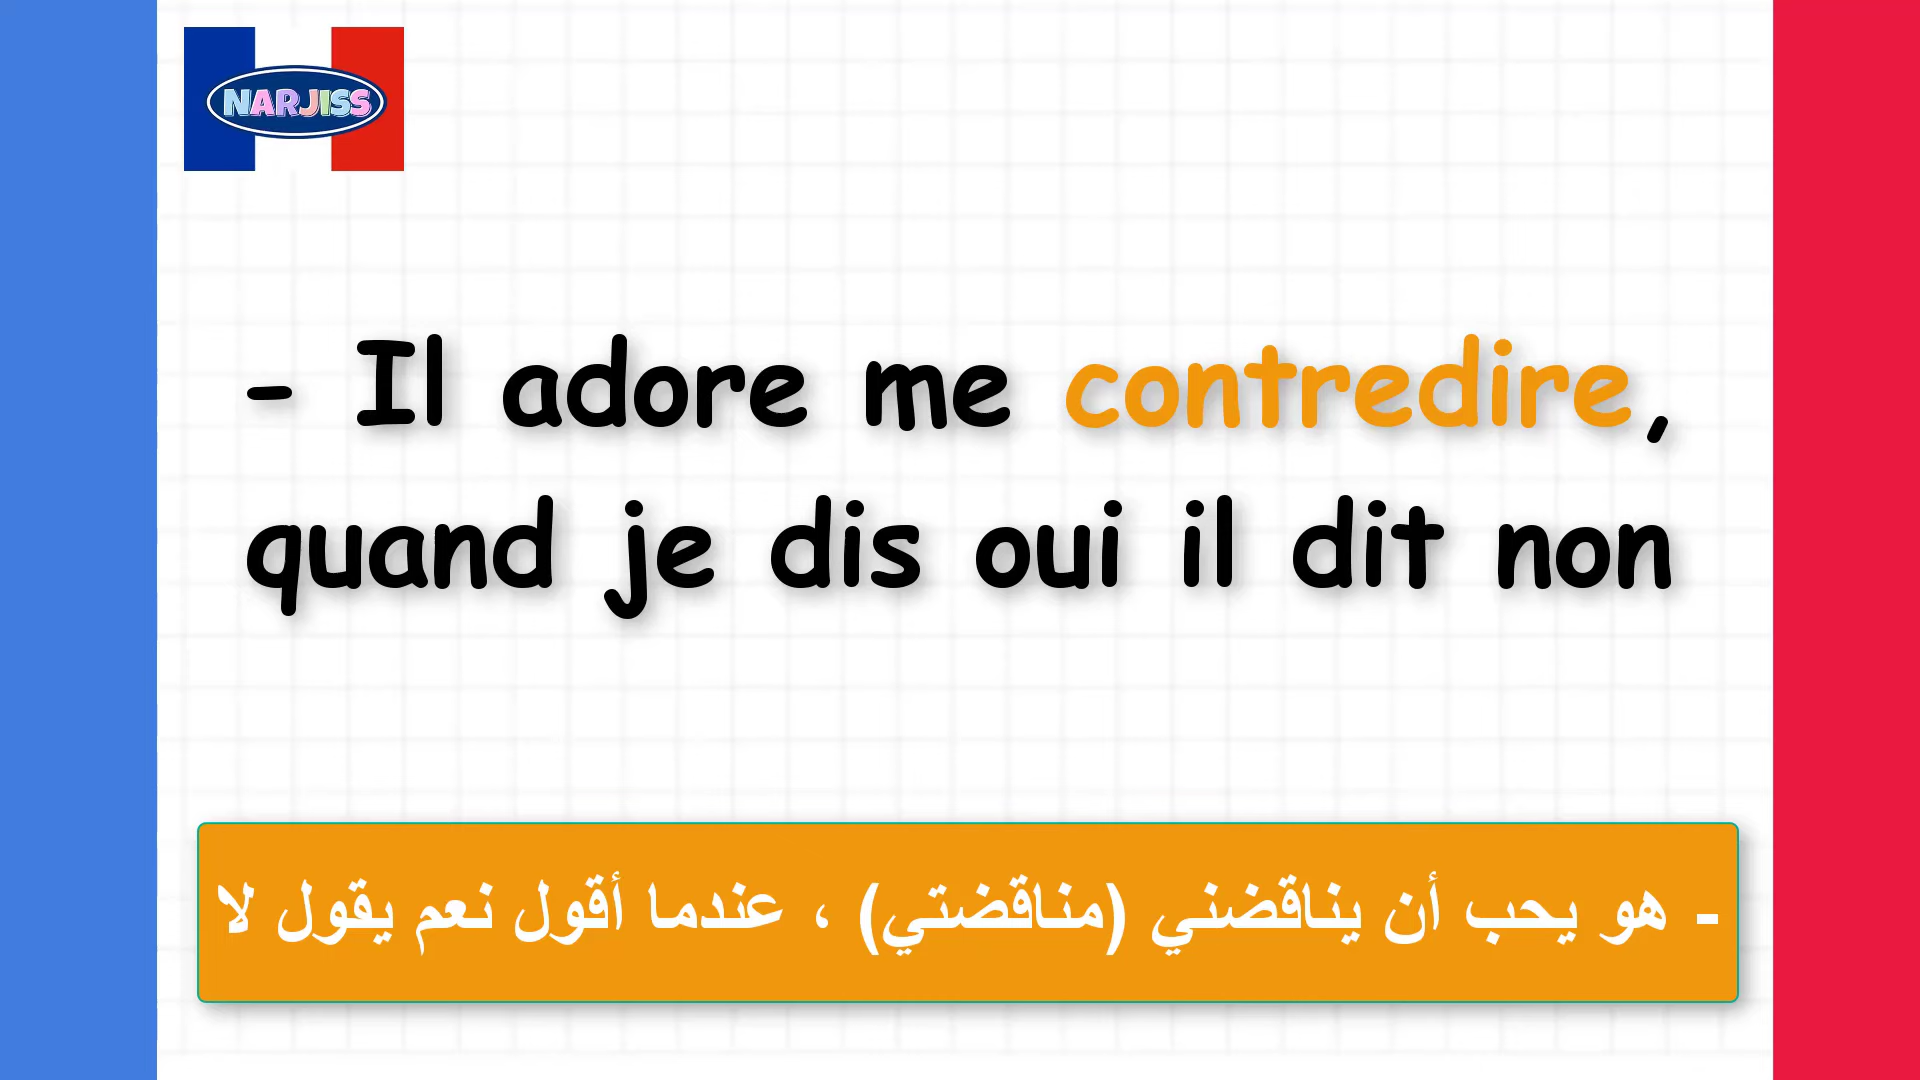 NARJISS
- Il adore me contredire,
quand je dis oui il dit non
- هو يحب أن يناقضني (مناقضتي) ، عندما أقول نعم يقول لا